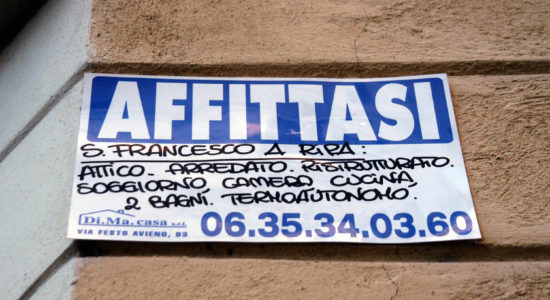 AFFITTASI
S. FRANCESCO A RIPA:
ATTICO. ARREDATO. RISTRUTTURATO.
SOGGIORNO, CAMERA, CUCINA,
2 BAGNI. TERMOAUTONOMO.
Di.Ma. casa s.r.l.
VIA FESTO AVIENO, 93
06.35.34.03.60